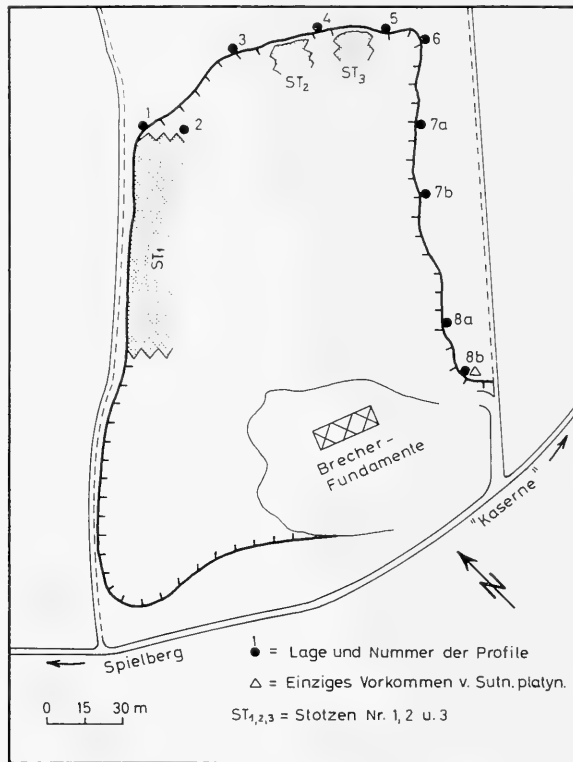 3
4
5
6
ST2
ST3
1
2
7a
7b
ST1
8a
8b
Brecher-
Fundamente
"Kaserne"
Spielberg
1
= Lage und Nummer der Profile
= Einziges Vorkommen v. Sutn. platyn.
0 15 30 m
ST1,2,3 = Stotzen Nr. 1, 2 u. 3